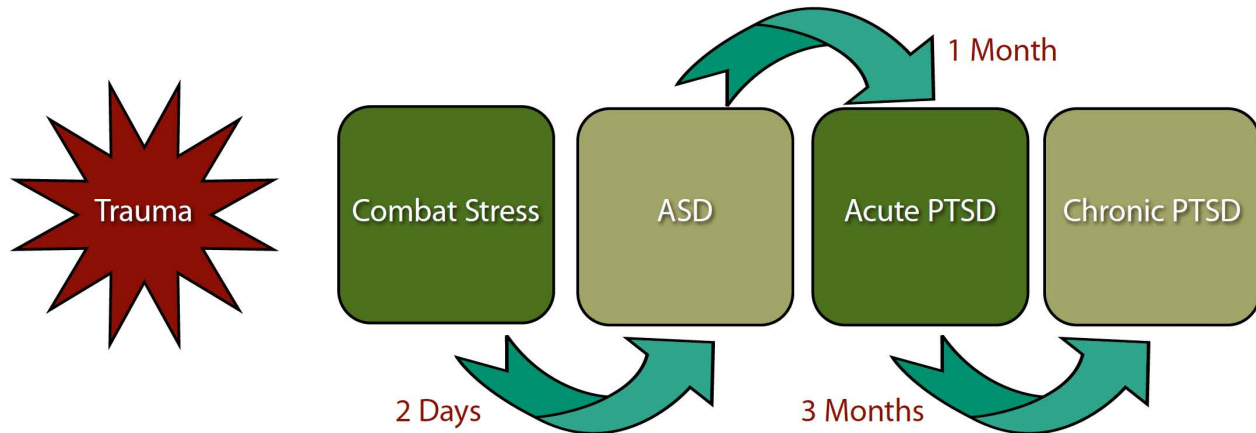 1 Month
Trauma
Combat Stress
ASD
Acute PTSD
Chronic PTSD
2 Days
3 Months